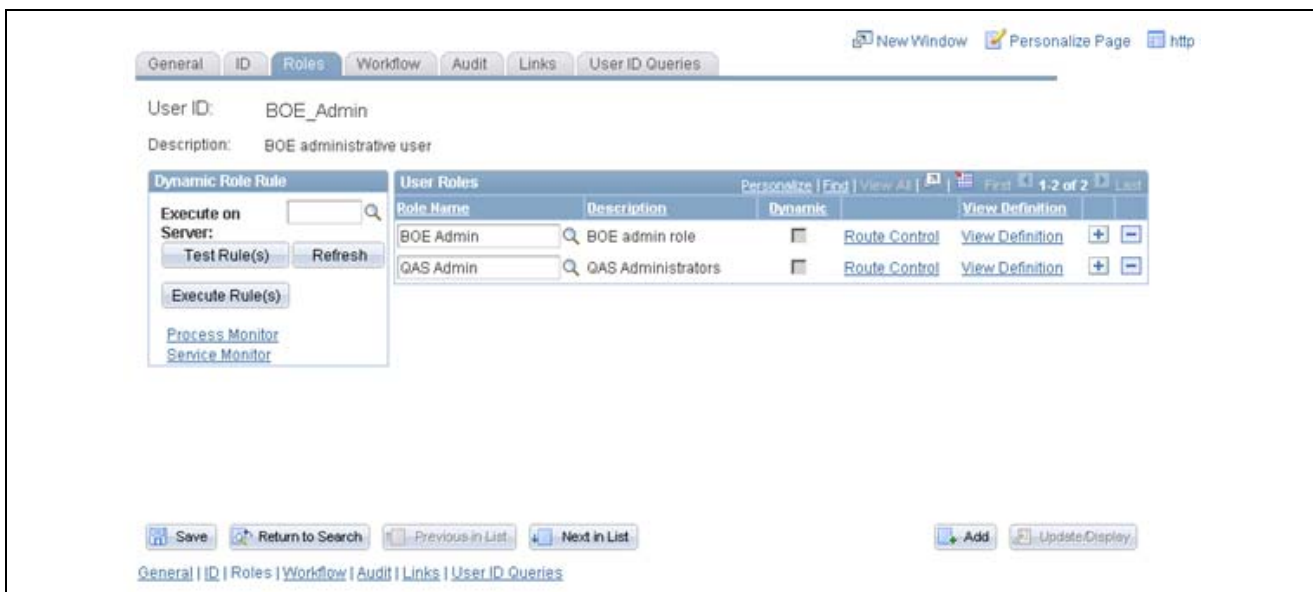 New Window Personalize Page http
General ID Roles Workflow Audit Links User ID Queries
User ID: BOE_Admin
Description: BOE administrative user
Dynamic Role Rule
Execute on Server:
Test Rule(s) Refresh
Execute Rule(s)
Process Monitor
Service Monitor
User Roles Personalize | Find | View All | | First 1-2 of 2 Last
Role Name Description Dynamic View Definition
BOE Admin BOE admin role Route Control View Definition + -
QAS Admin QAS Administrators Route Control View Definition + -
Save Return to Search Previous in List Next in List Add Update/Display
General | ID | Roles | Workflow | Audit | Links | User ID Queries